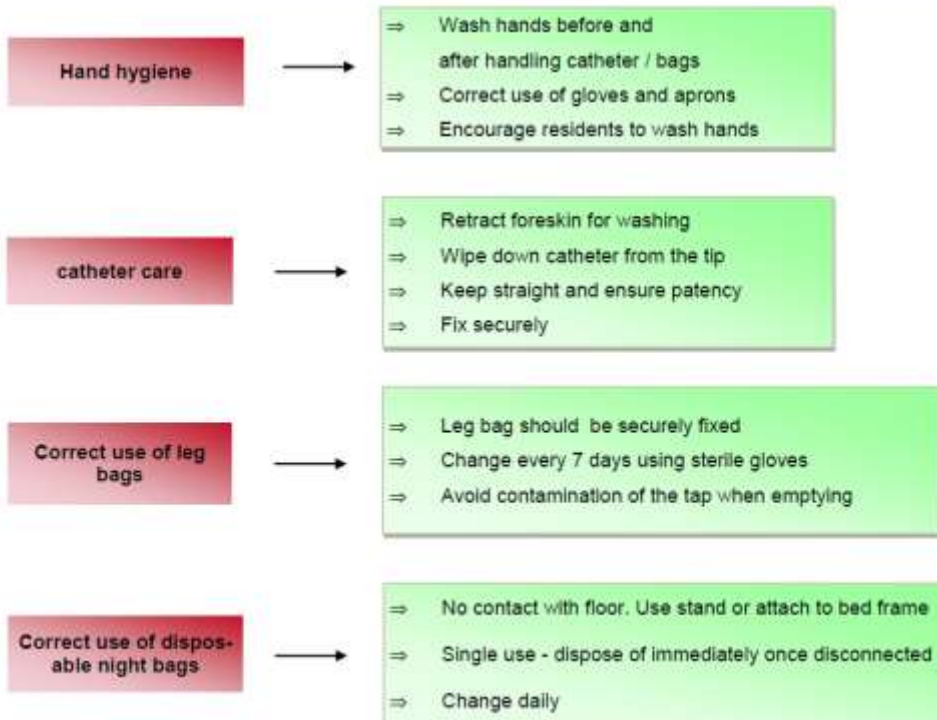 Hand hygiene
⇒ Wash hands before and
after handling catheter / bags
⇒ Correct use of gloves and aprons
⇒ Encourage residents to wash hands
catheter care
⇒ Retract foreskin for washing
⇒ Wipe down catheter from the tip
⇒ Keep straight and ensure patency
⇒ Fix securely
Correct use of leg
bags
⇒ Leg bag should be securely fixed
⇒ Change every 7 days using sterile gloves
⇒ Avoid contamination of the tap when emptying
Correct use of dispos-
able night bags
⇒ No contact with floor. Use stand or attach to bed frame
⇒ Single use - dispose of immediately once disconnected
⇒ Change daily